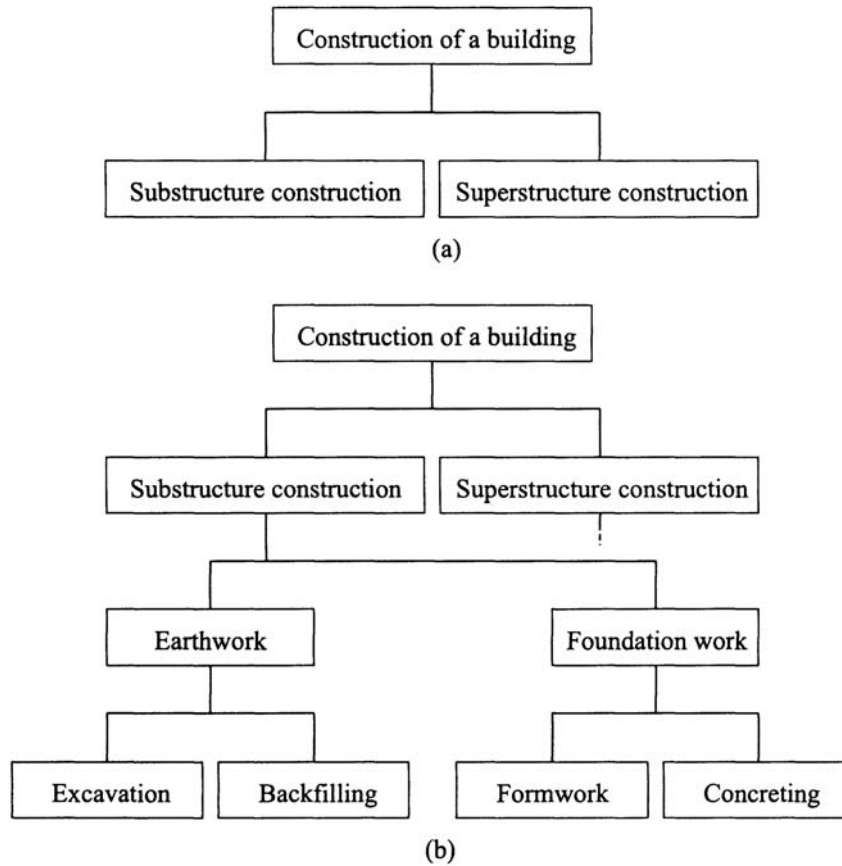 Construction of a building
Substructure construction
Superstructure construction
(a)
Construction of a building
Substructure construction
Superstructure construction
Earthwork
Foundation work
Excavation
Backfilling
Formwork
Concreting
(b)